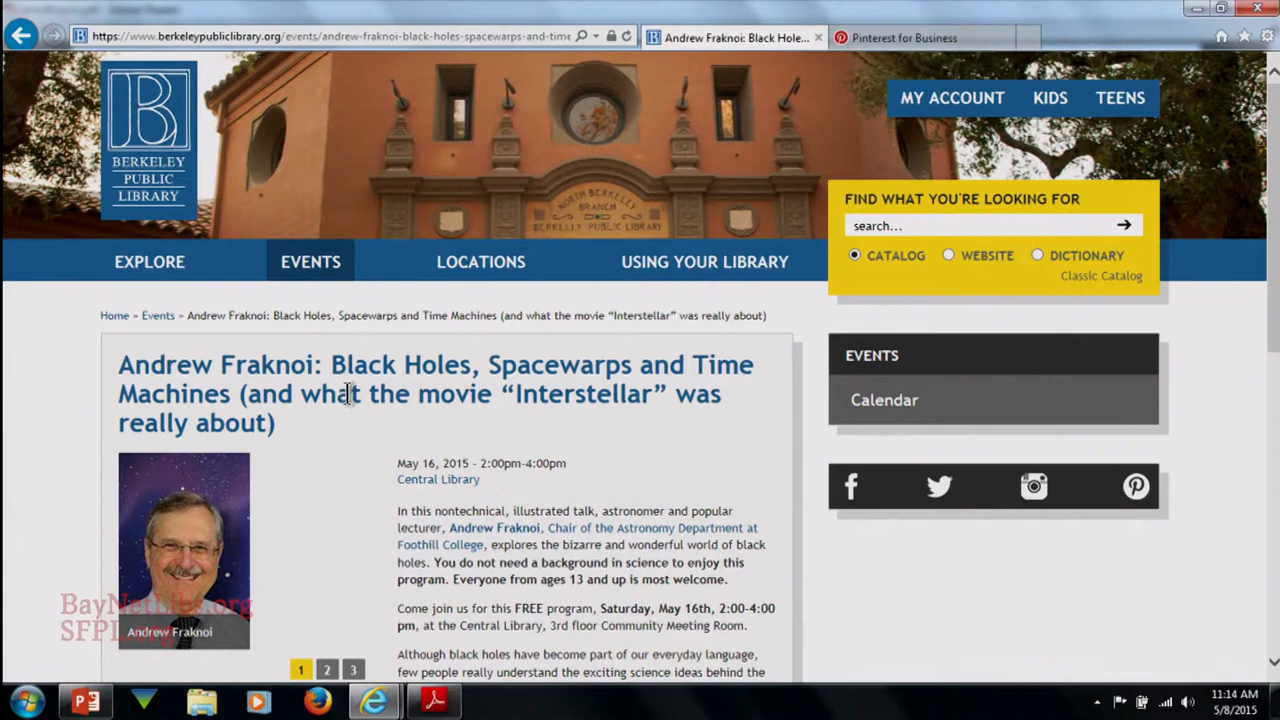 https://www.berkeleypubliclibrary.org/events/andrew-fraknoi-black-holes-spacewarps-and-time
Andrew Fraknoi: Black Hole...
Pinterest for Business
BERKELEY
PUBLIC
LIBRARY
MY ACCOUNT KIDS TEENS
NORTH BERKELEY
BRANCH
BERKELEY PUBLIC LIBRARY
FIND WHAT YOU'RE LOOKING FOR
search...
CATALOG WEBSITE DICTIONARY
Classic Catalog
EXPLORE EVENTS LOCATIONS USING YOUR LIBRARY
Home » Events » Andrew Fraknoi: Black Holes, Spacewarps and Time Machines (and what the movie “Interstellar” was really about)
Andrew Fraknoi: Black Holes, Spacewarps and Time
Machines (and what the movie “Interstellar” was
really about)
EVENTS
Calendar
May 16, 2015 - 2:00pm-4:00pm
Central Library
In this nontechnical, illustrated talk, astronomer and popular
lecturer, Andrew Fraknoi, Chair of the Astronomy Department at
Foothill College, explores the bizarre and wonderful world of black
holes. You do not need a background in science to enjoy this
program. Everyone from ages 13 and up is most welcome.
Come join us for this FREE program, Saturday, May 16th, 2:00-4:00
pm, at the Central Library, 3rd floor Community Meeting Room.
Although black holes have become part of our everyday language,
few people really understand the exciting science ideas behind the
BayNetLibs.org
SFPL.org
Andrew Fraknoi
1 2 3
11:14 AM
5/8/2015